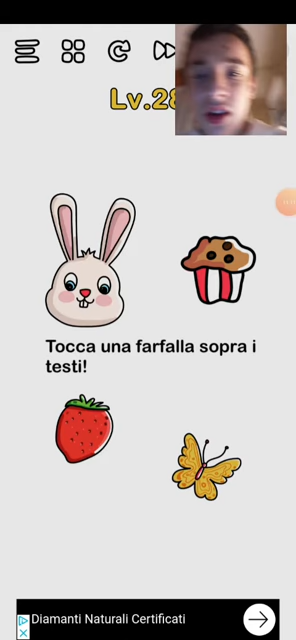 Lv.28
Tocca una farfalla sopra i
testi!
Diamanti Naturali Certificati